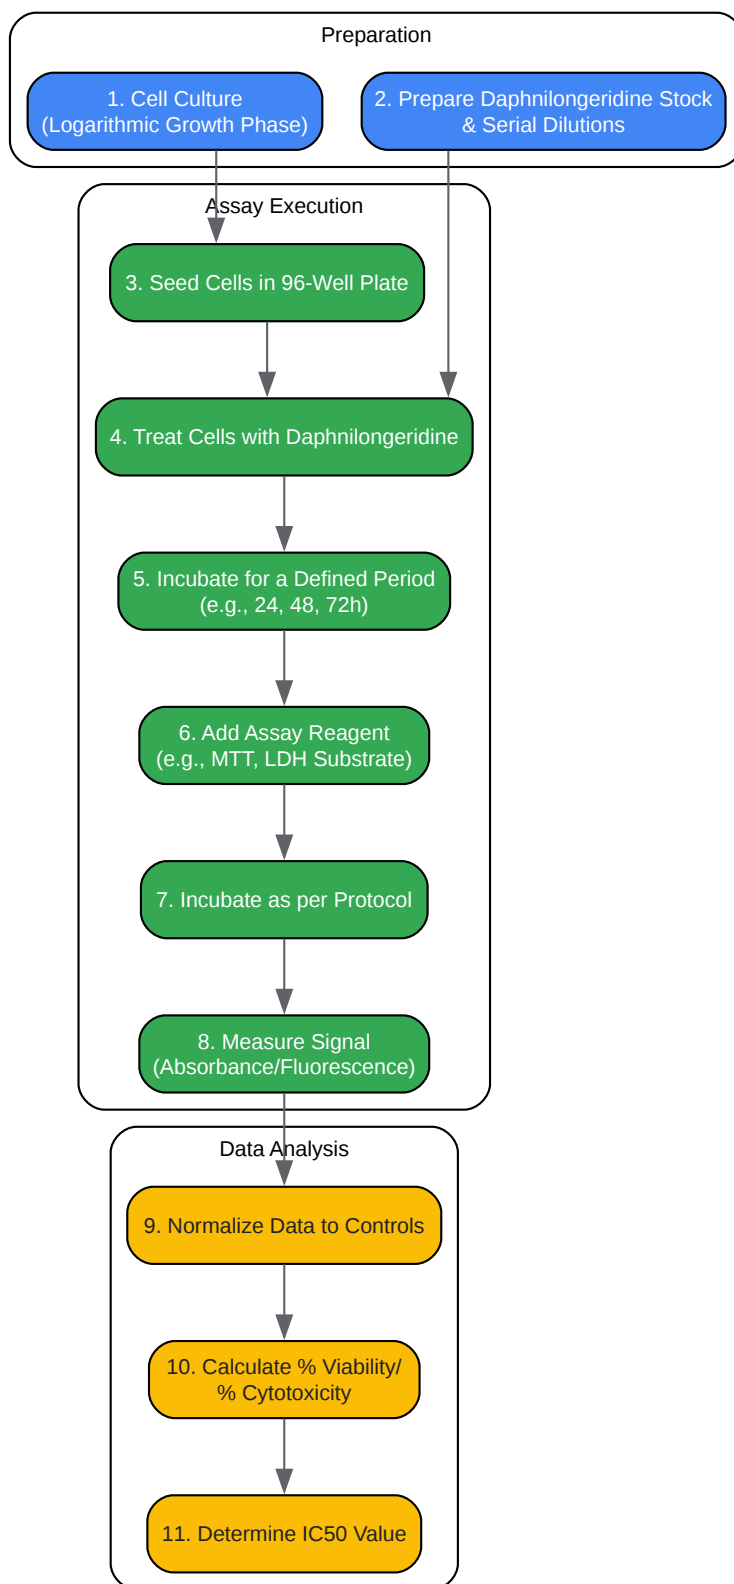 Preparation
1. Cell Culture
(Logarithmic Growth Phase)
2. Prepare Daphnilongeridine Stock
& Serial Dilutions
Assay Execution
3. Seed Cells in 96-Well Plate
4. Treat Cells with Daphnilongeridine
5. Incubate for a Defined Period
(e.g., 24, 48, 72h)
6. Add Assay Reagent
(e.g., MTT, LDH Substrate)
7. Incubate as per Protocol
8. Measure Signal
(Absorbance/Fluorescence)
Data Analysis
9. Normalize Data to Controls
10. Calculate % Viability/
% Cytotoxicity
11. Determine IC50 Value